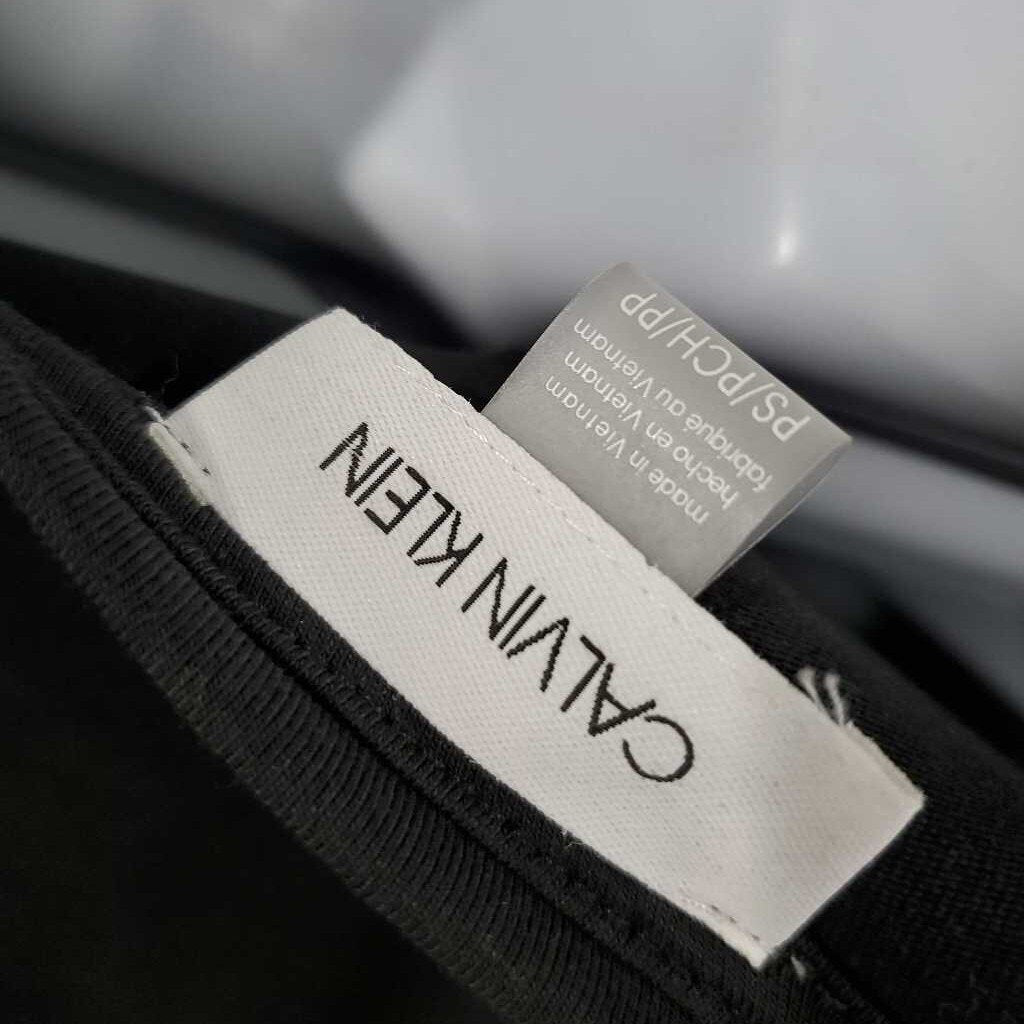 CALVIN KLEIN
made in Vietnam
hecho en Vietnam
fabriqué au Vietnam
PS/PCH/PP